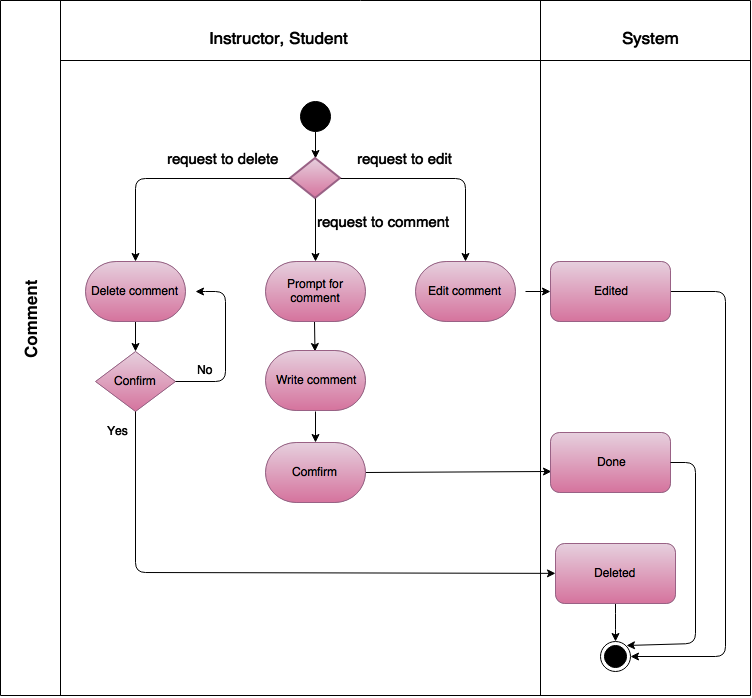 Instructor, Student
System
Comment
request to delete
request to edit
request to comment
Delete comment
Prompt for
comment
Edit comment
Edited
Confirm
No
Write comment
Yes
Comfirm
Done
Deleted